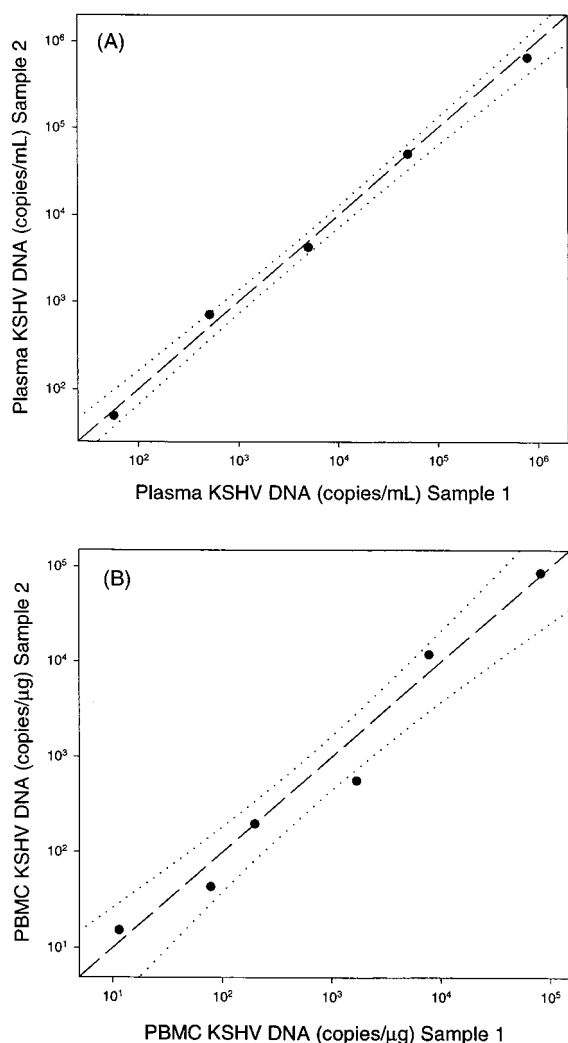 (A)
Plasma KSHV DNA (copies/mL) Sample 2
10⁶
10⁵
10⁴
10³
10²
10² 10³ 10⁴ 10⁵ 10⁶
Plasma KSHV DNA (copies/mL) Sample 1
(B)
PBMC KSHV DNA (copies/μg) Sample 2
10⁵
10⁴
10³
10²
10¹
10¹ 10² 10³ 10⁴ 10⁵
PBMC KSHV DNA (copies/μg) Sample 1